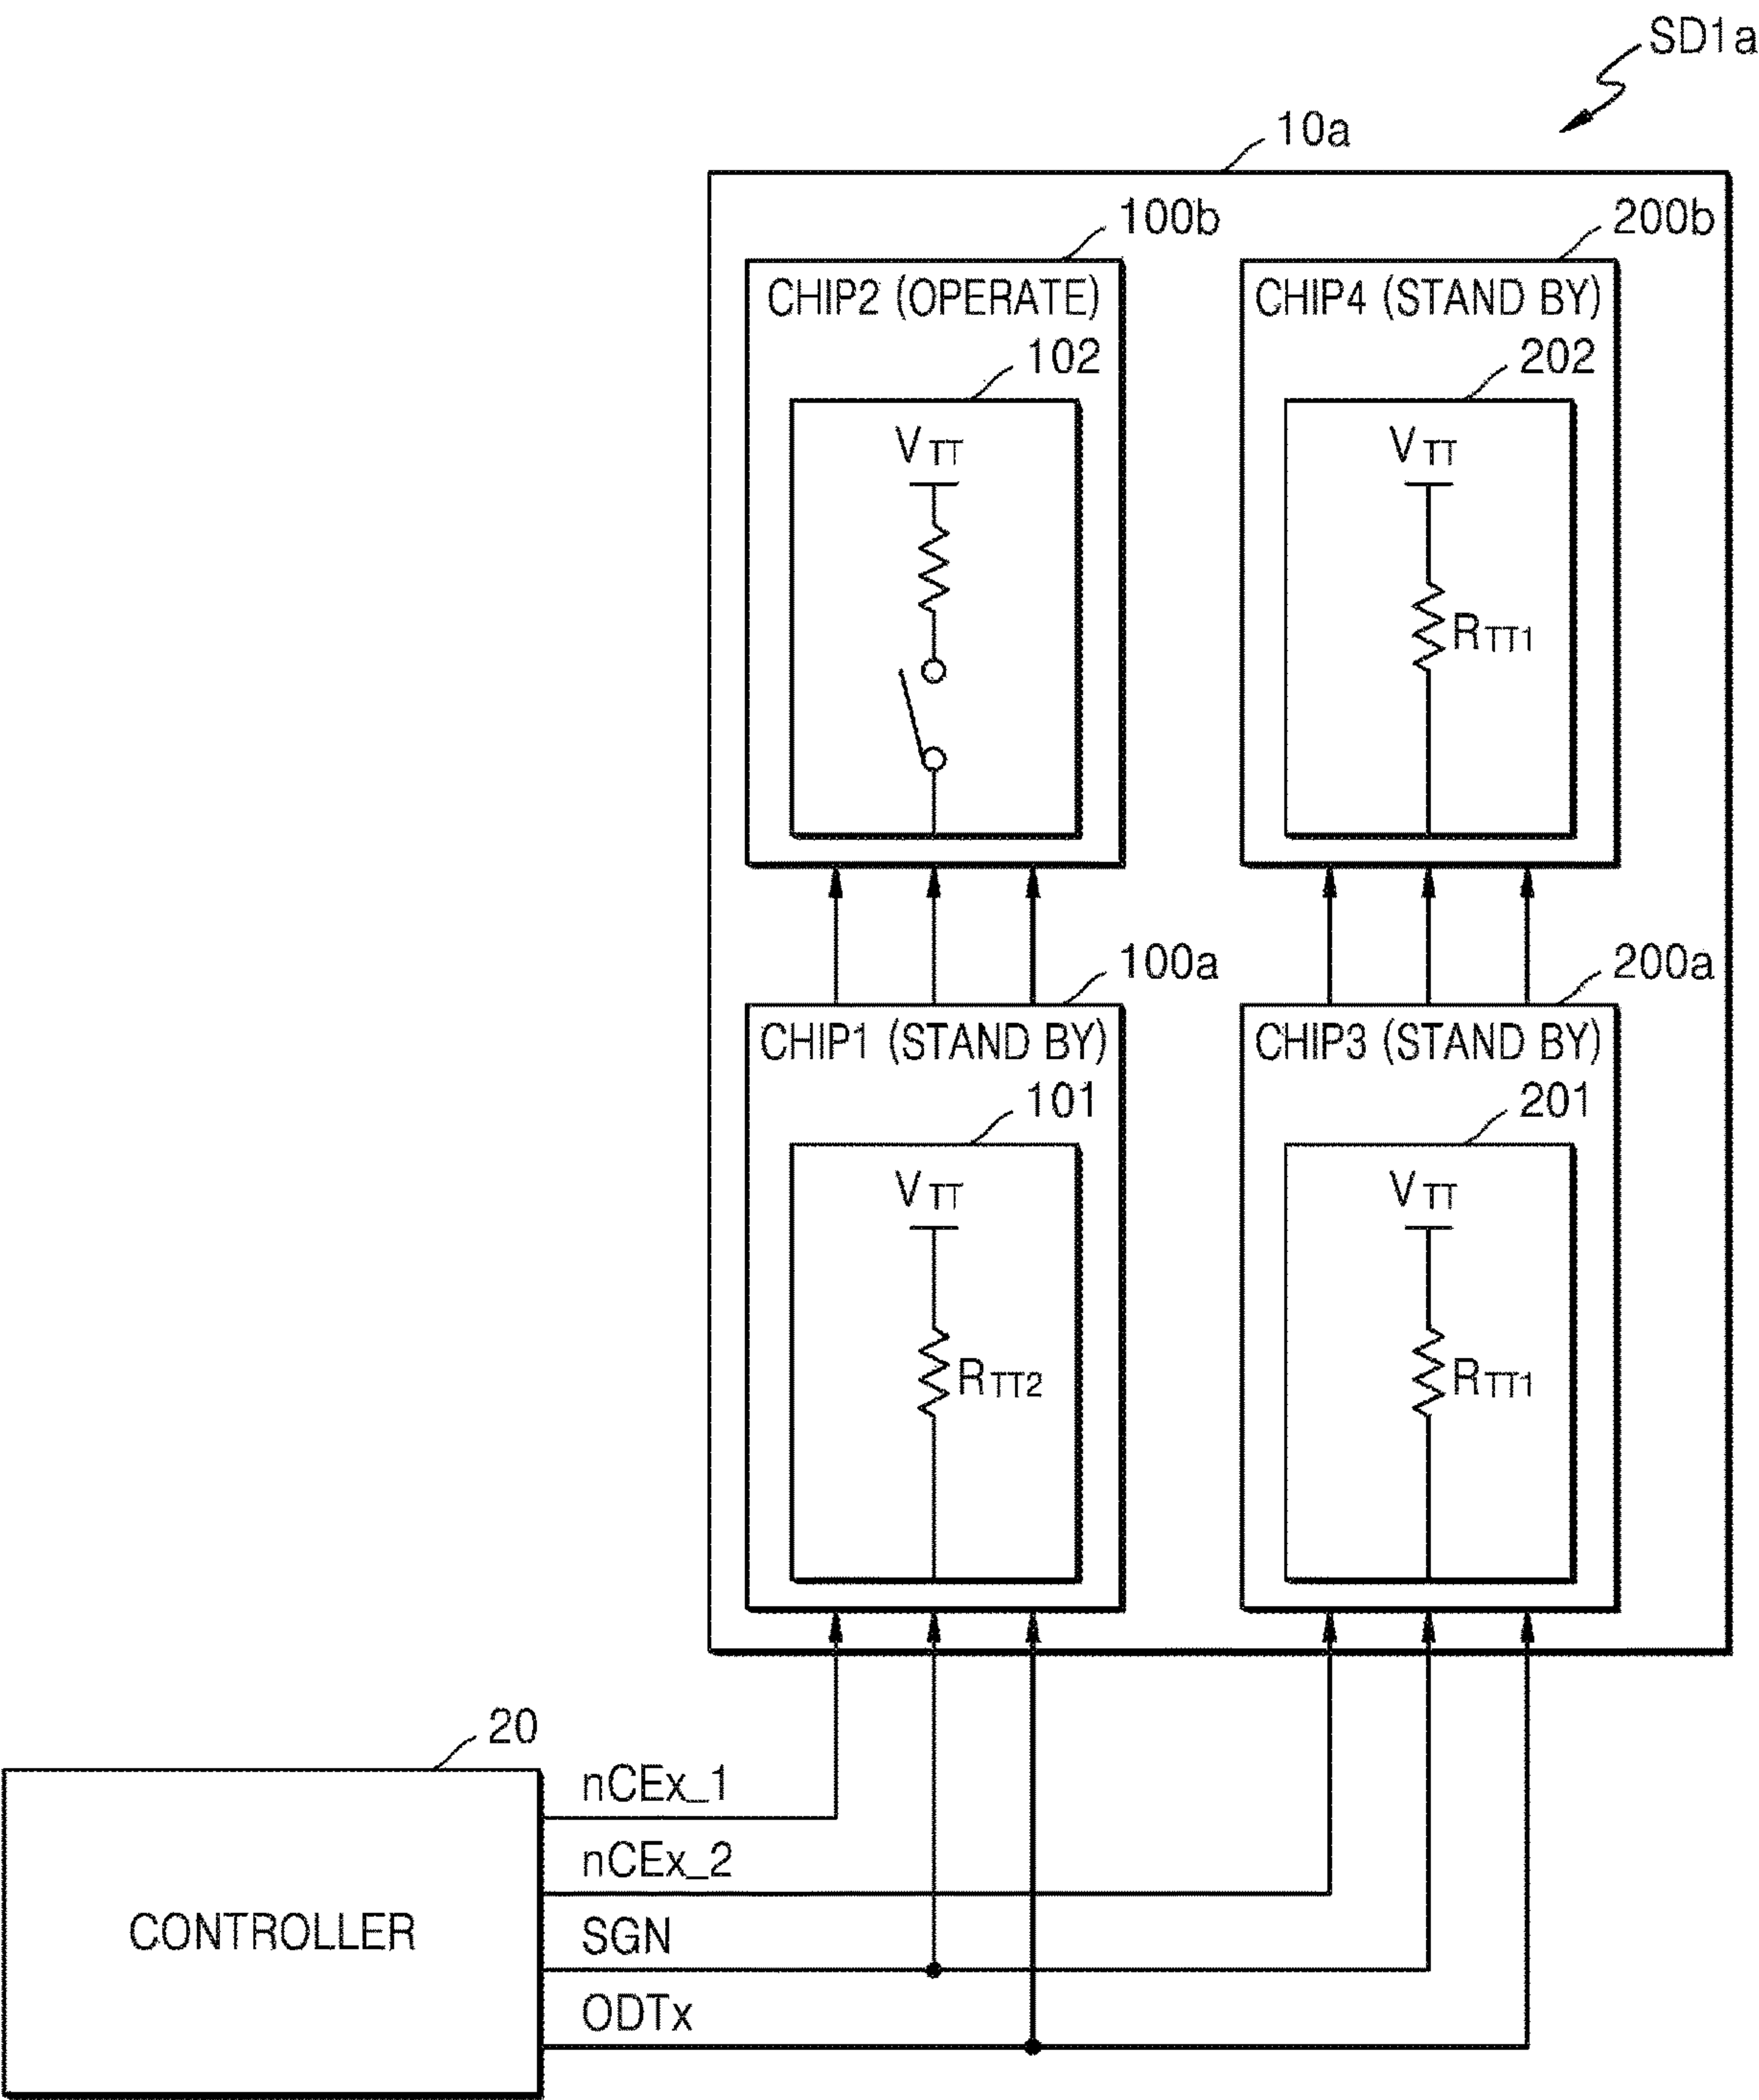 SD1a
10a
100b
200b
CHIP2 (OPERATE)
CHIP4 (STAND BY)
102
202
VTT
VTT
RTT1
100a
200a
CHIP1 (STAND BY)
CHIP3 (STAND BY)
101
201
VTT
VTT
RTT2
RTT1
20
nCEx_1
nCEx_2
CONTROLLER
SGN
ODTx